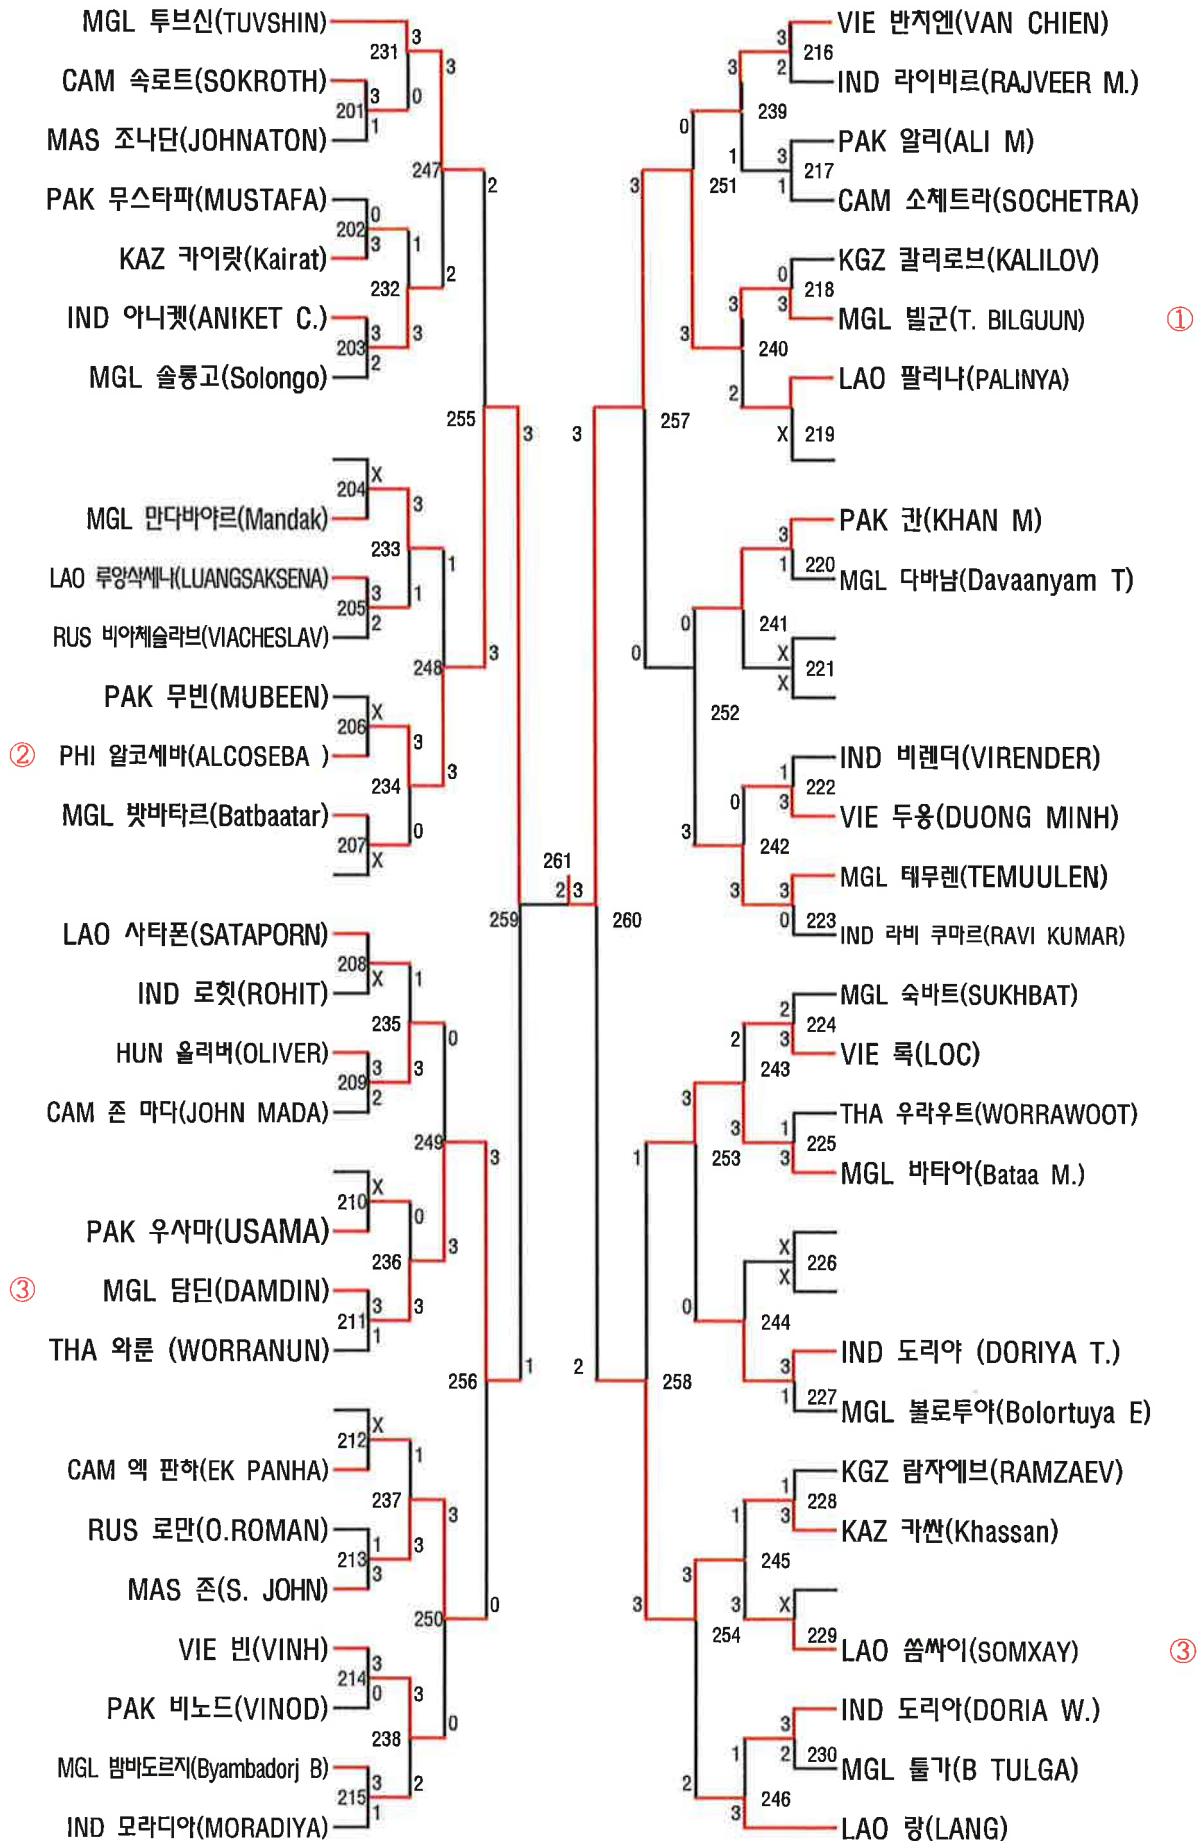 MGL 투브신(TUVSHIN)
3
231
3
CAM 속로트(SOKROTH)
3
0
201
1
MAS 조나단(JOHNATON)
247
2
PAK 무스타파(MUSTAFA)
0
202
3
1
KAZ 카이랏(Kairat)
2
232
IND 아니켓(ANIKET C.)
3
3
203
2
MGL 솔롱고(Solongo)
255
3
X
204
3
MGL 만다바야르(Mandak)
233
1
LAO 루앙삭세나(LUANGSAKSENA)
3
1
205
2
RUS 비아체슬라브(VIACHESLAV)
248
3
PAK 무빈(MUBEEN)
X
206
3
② PHI 알코세바(ALCOSEBA )
234
3
MGL 밧바타르(Batbaatar)
0
207
X
261
2 3
259
260
LAO 사타폰(SATAPORN)
208
X
1
IND 로힛(ROHIT)
235
0
HUN 올리버(OLIVER)
3
3
209
2
CAM 존 마다(JOHN MADA)
249
3
X
210
0
PAK 우사마(USAMA)
236
3
③ MGL 담딘(DAMDIN)
3
3
211
1
THA 와룬 (WORRANUN)
256
1
X
212
1
CAM 엑 판하(EK PANHA)
237
3
RUS 로만(O.ROMAN)
1
3
213
3
MAS 존(S. JOHN)
250
0
VIE 빈(VINH)
3
214
0
3
PAK 비노드(VINOD)
238
0
MGL 밤바도르지(Byambadorj B)
3
2
215
1
IND 모라디야(MORADIYA)
VIE 반치엔(VAN CHIEN)
3
216
3
2
IND 라이비르(RAJVEER M.)
239
0
PAK 알리(ALI M)
1
3
217
251
1
3
CAM 소체트라(SOCHETRA)
KGZ 칼리로브(KALILOV)
0
218
3
3
MGL 빌군(T. BILGUUN) ①
3
240
LAO 팔리냐(PALINYA)
2
3
257
X
219
PAK 칸(KHAN M)
3
220
1
MGL 다바냠(Davaanyam T)
0
241
0
X
221
X
252
IND 비렌더(VIRENDER)
1
222
0
3
VIE 두옹(DUONG MINH)
3
242
MGL 태무렌(TEMUULEN)
3
3
0
223
IND 라비 쿠마르(RAVI KUMAR)
MGL 숙바트(SUKHBAT)
2
224
2
3
VIE 록(LOC)
243
3
THA 우라우트(WORRAWOOT)
3
1
225
1
253
3
MGL 바타아(Bataa M.)
X
226
X
0
244
IND 도리야 (DORIYA T.)
3
2
258
1
227
MGL 볼로투야(Bolortuya E)
KGZ 람자에브(RAMZAEV)
1
228
1
3
KAZ 카싼(Khassan)
245
3
3
3
X
254
229
LAO 쏨싸이(SOMXAY) ③
IND 도리아(DORIA W.)
3
1
2
230
MGL 툴가(B TULGA)
2
246
3
LAO 랑(LANG)